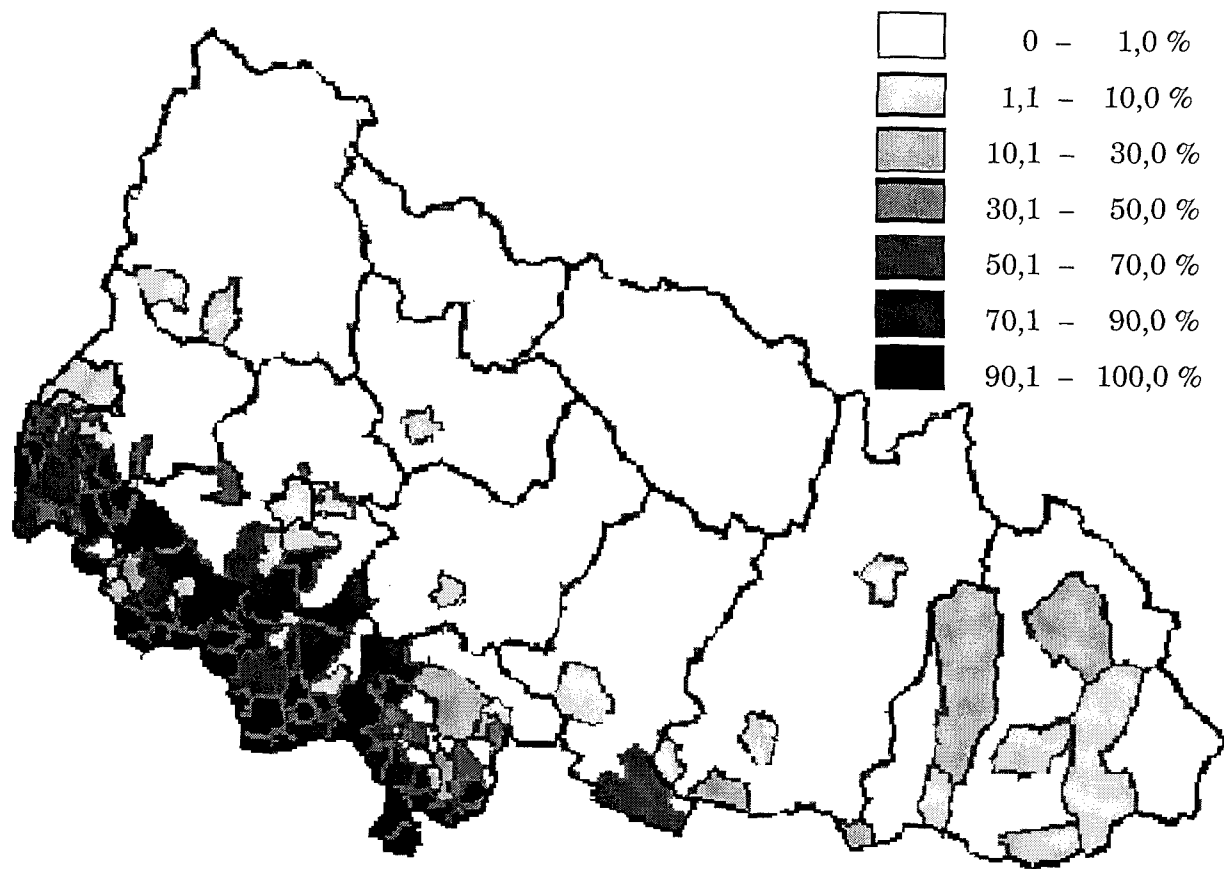 0 – 1,0 %
1,1 – 10,0 %
10,1 – 30,0 %
30,1 – 50,0 %
50,1 – 70,0 %
70,1 – 90,0 %
90,1 – 100,0 %